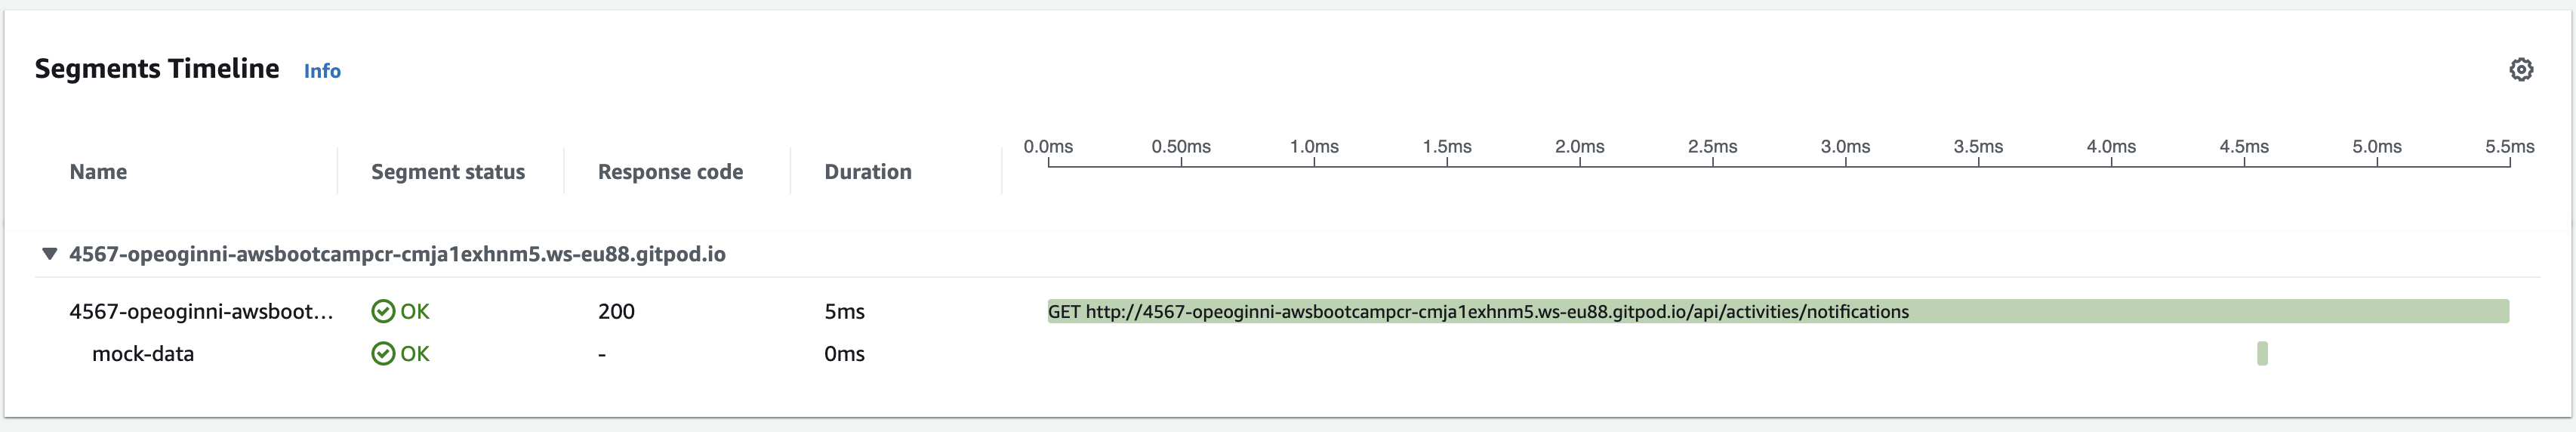 Segments Timeline Info
0.0ms 0.50ms 1.0ms 1.5ms 2.0ms 2.5ms 3.0ms 3.5ms 4.0ms 4.5ms 5.0ms 5.5ms
Name Segment status Response code Duration
4567-opeoginni-awsbootcampcr-cmja1exhnm5.ws-eu88.gitpod.io
4567-opeoginni-awsboot... OK 200 5ms GET http://4567-opeoginni-awsbootcampcr-cmja1exhnm5.ws-eu88.gitpod.io/api/activities/notifications
mock-data OK - 0ms